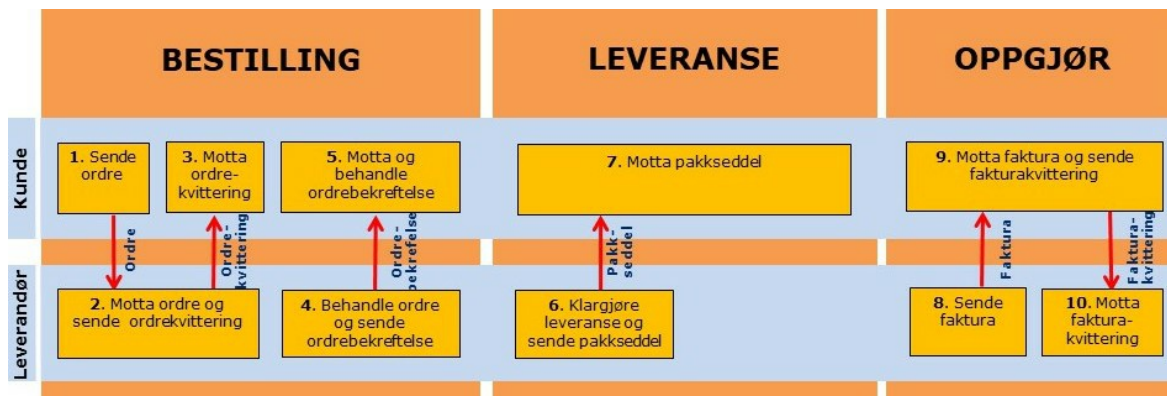 BESTILLING
LEVERANSE
OPPGJØR
Kunde
1. Sende
ordre
3. Motta
ordre-
kvittering
5. Motta og
behandle
ordrebekreftelse
7. Motta pakkseddel
9. Motta faktura og sende
fakturakvittering
Ordre
Ordre-
kvittering
Ordre-
bekrefelse
Pakk-
seddel
Faktura
Faktura-
kvittering
Leverandør
2. Motta ordre og
sende ordrekvittering
4. Behandle ordre
og sende
ordrebekreftelse
6. Klargjøre
leveranse og
sende pakkseddel
8. Sende
faktura
10. Motta
faktura-
kvittering